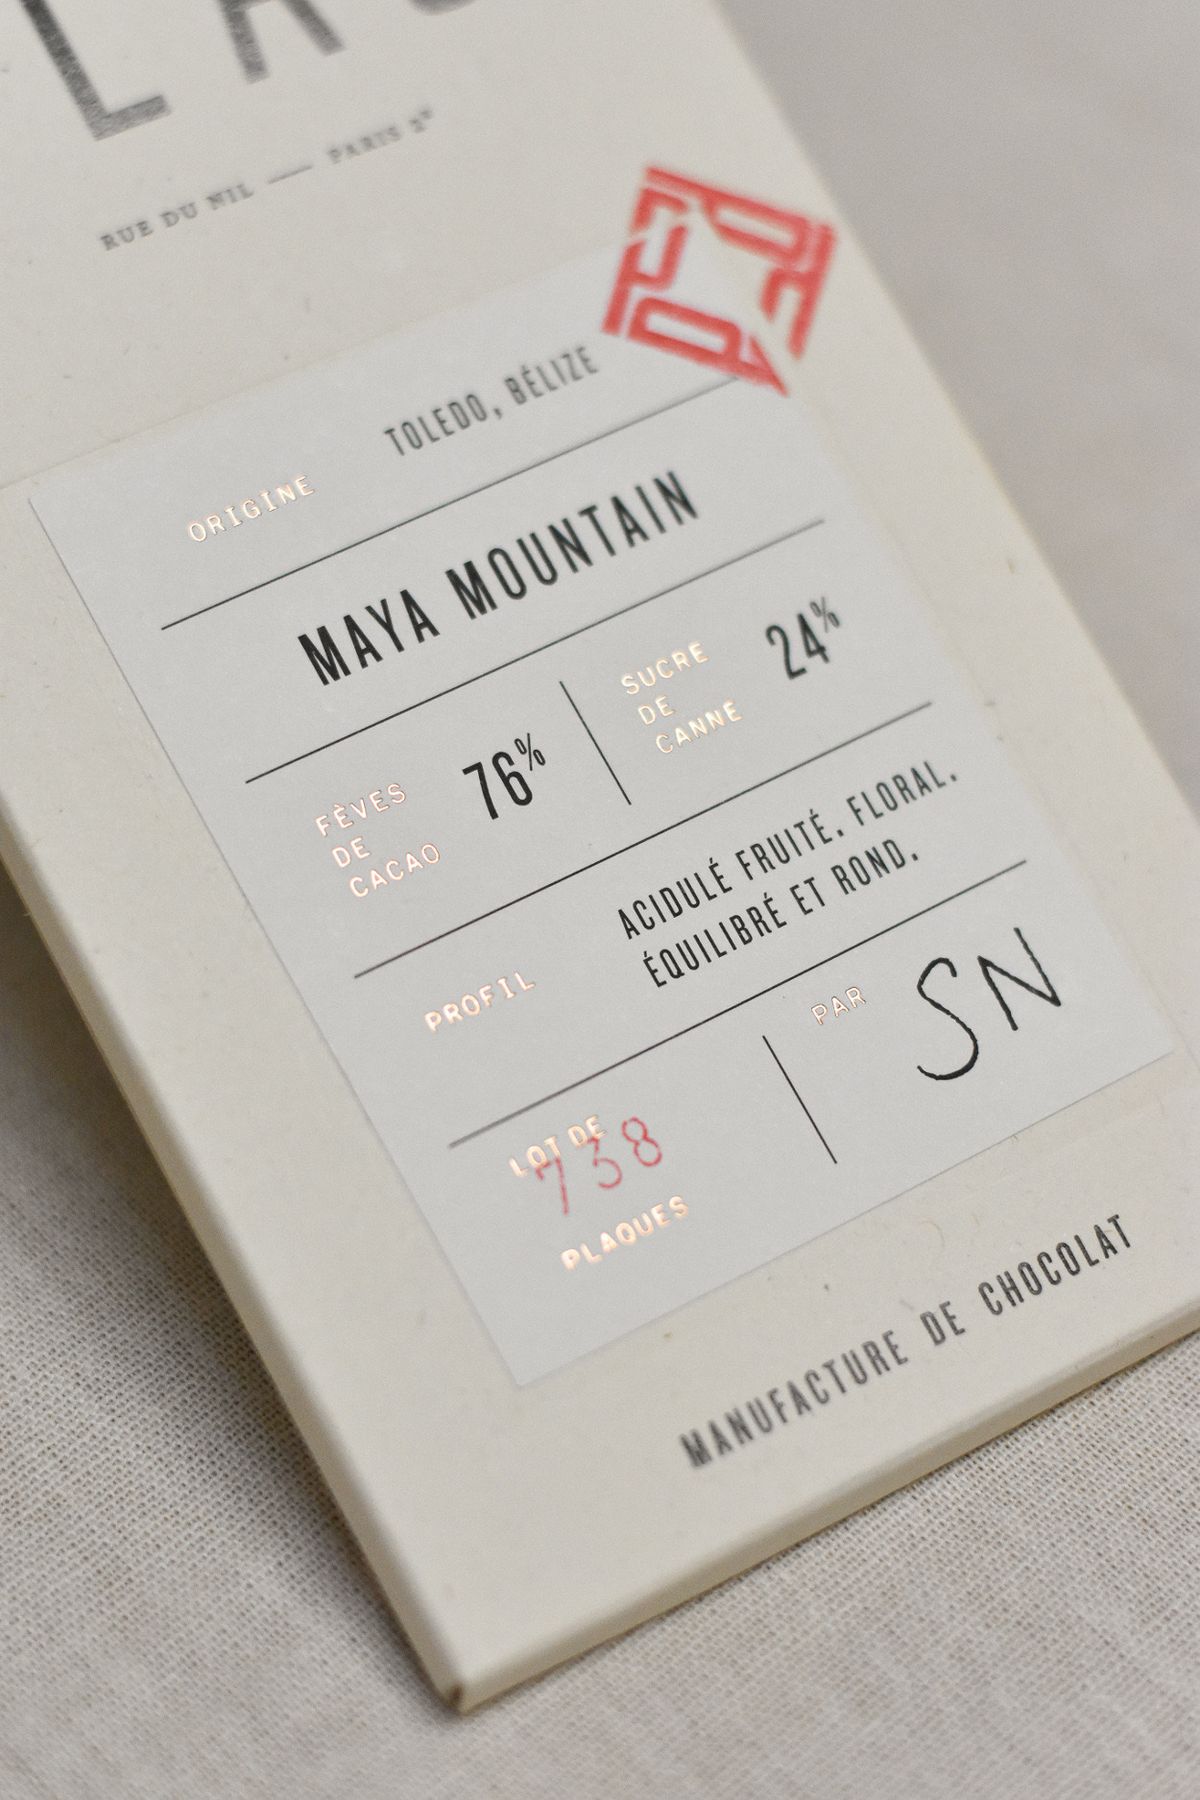 RUE DU NIL — PARIS 2e
ORIGINE TOLEDO, BÉLIZE
MAYA MOUNTAIN
FÈVES
DE
CACAO
76%
SUCRE
DE
CANNE
24%
PROFIL
ACIDULÉ FRUITÉ. FLORAL.
ÉQUILIBRÉ ET ROND.
LOT DE
738
PLAQUES
PAR
SN
MANUFACTURE DE CHOCOLAT